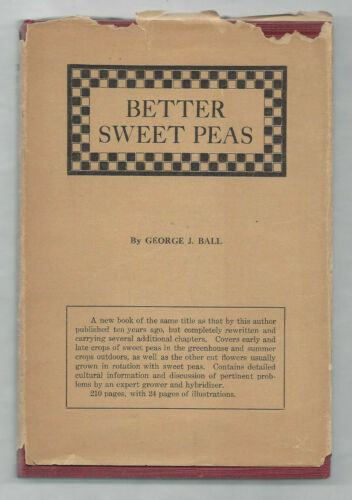 BETTER
SWEET PEAS
By GEORGE J. BALL
A new book of the same title as that by this author
published ten years ago, but completely rewritten and
carrying several additional chapters. Covers early and
late crops of sweet peas in the greenhouse and summer
crops outdoors, as well as the other cut flowers usually
grown in rotation with sweet peas. Contains detailed
cultural information and discussion of pertinent prob-
lems by an expert grower and hybridizer.
210 pages, with 24 pages of illustrations.